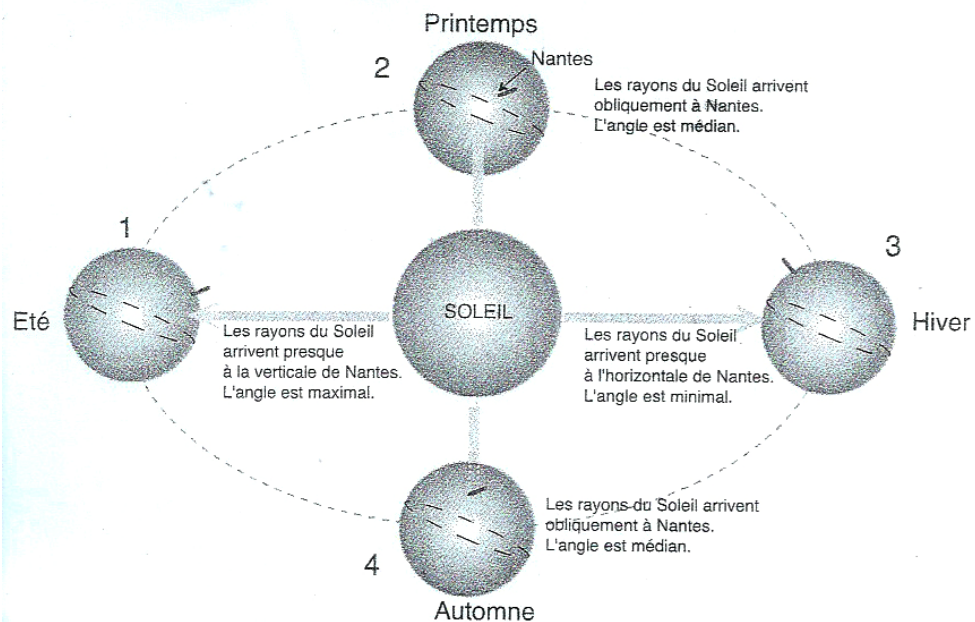 Printemps
2
Nantes
Les rayons du Soleil arrivent
obliquement à Nantes.
L'angle est médian.
1
3
Eté
SOLEIL
Hiver
Les rayons du Soleil
arrivent presque
à la verticale de Nantes.
L'angle est maximal.
Les rayons du Soleil
arrivent presque
à l'horizontale de Nantes.
L'angle est minimal.
Les rayons du Soleil arrivent
obliquement à Nantes.
L'angle est médian.
4
Automne